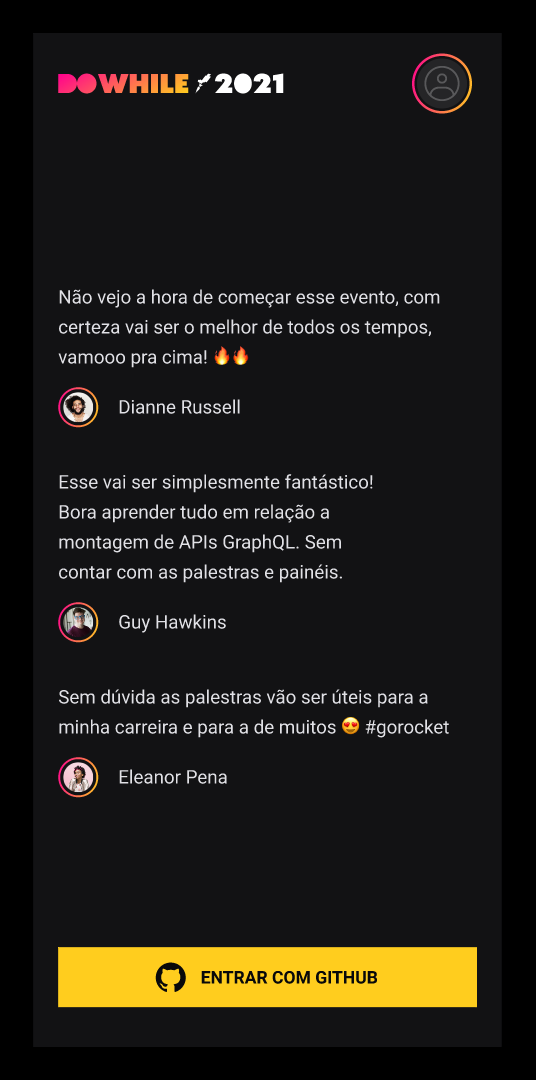 DOWHILE 2021
Não vejo a hora de começar esse evento, com
certeza vai ser o melhor de todos os tempos,
vamooo pra cima! 🔥🔥
Dianne Russell
Esse vai ser simplesmente fantástico!
Bora aprender tudo em relação a
montagem de APIs GraphQL. Sem
contar com as palestras e painéis.
Guy Hawkins
Sem dúvida as palestras vão ser úteis para a
minha carreira e para a de muitos 😍 #gorocket
Eleanor Pena
ENTRAR COM GITHUB